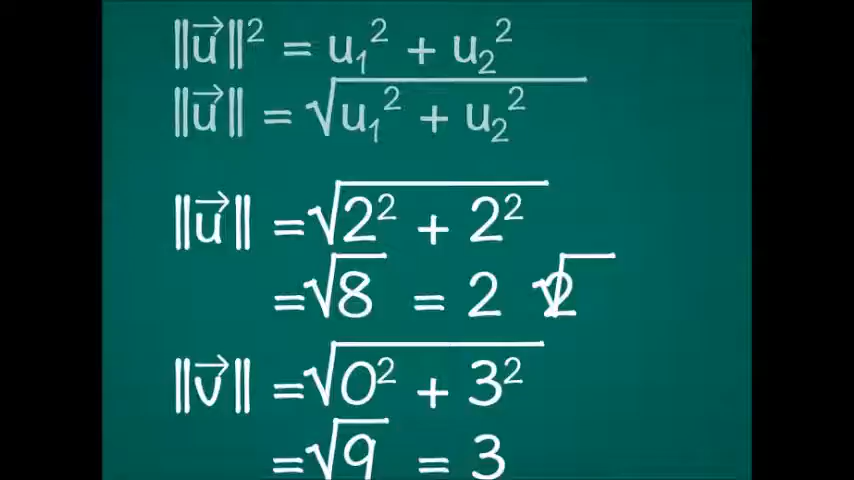 ‖u⃗‖² = u₁² + u₂²
‖u⃗‖ = √(u₁² + u₂²)
‖u⃗‖ = √(2² + 2²)
= √8 = 2 √2
‖v⃗‖ = √(0² + 3²)
= √9 = 3